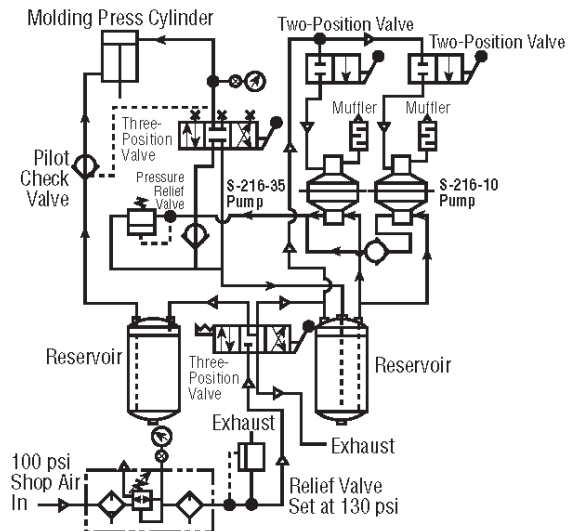 Molding Press Cylinder
Two-Position Valve
Two-Position Valve
Muffler
Muffler
Three-
Position
Valve
Pilot
Check
Valve
Pressure
Relief
Valve
S-216-35
Pump
S-216-10
Pump
Reservoir
Three-
Position
Valve
Reservoir
Exhaust
Exhaust
100 psi
Shop Air
In
Relief Valve
Set at 130 psi